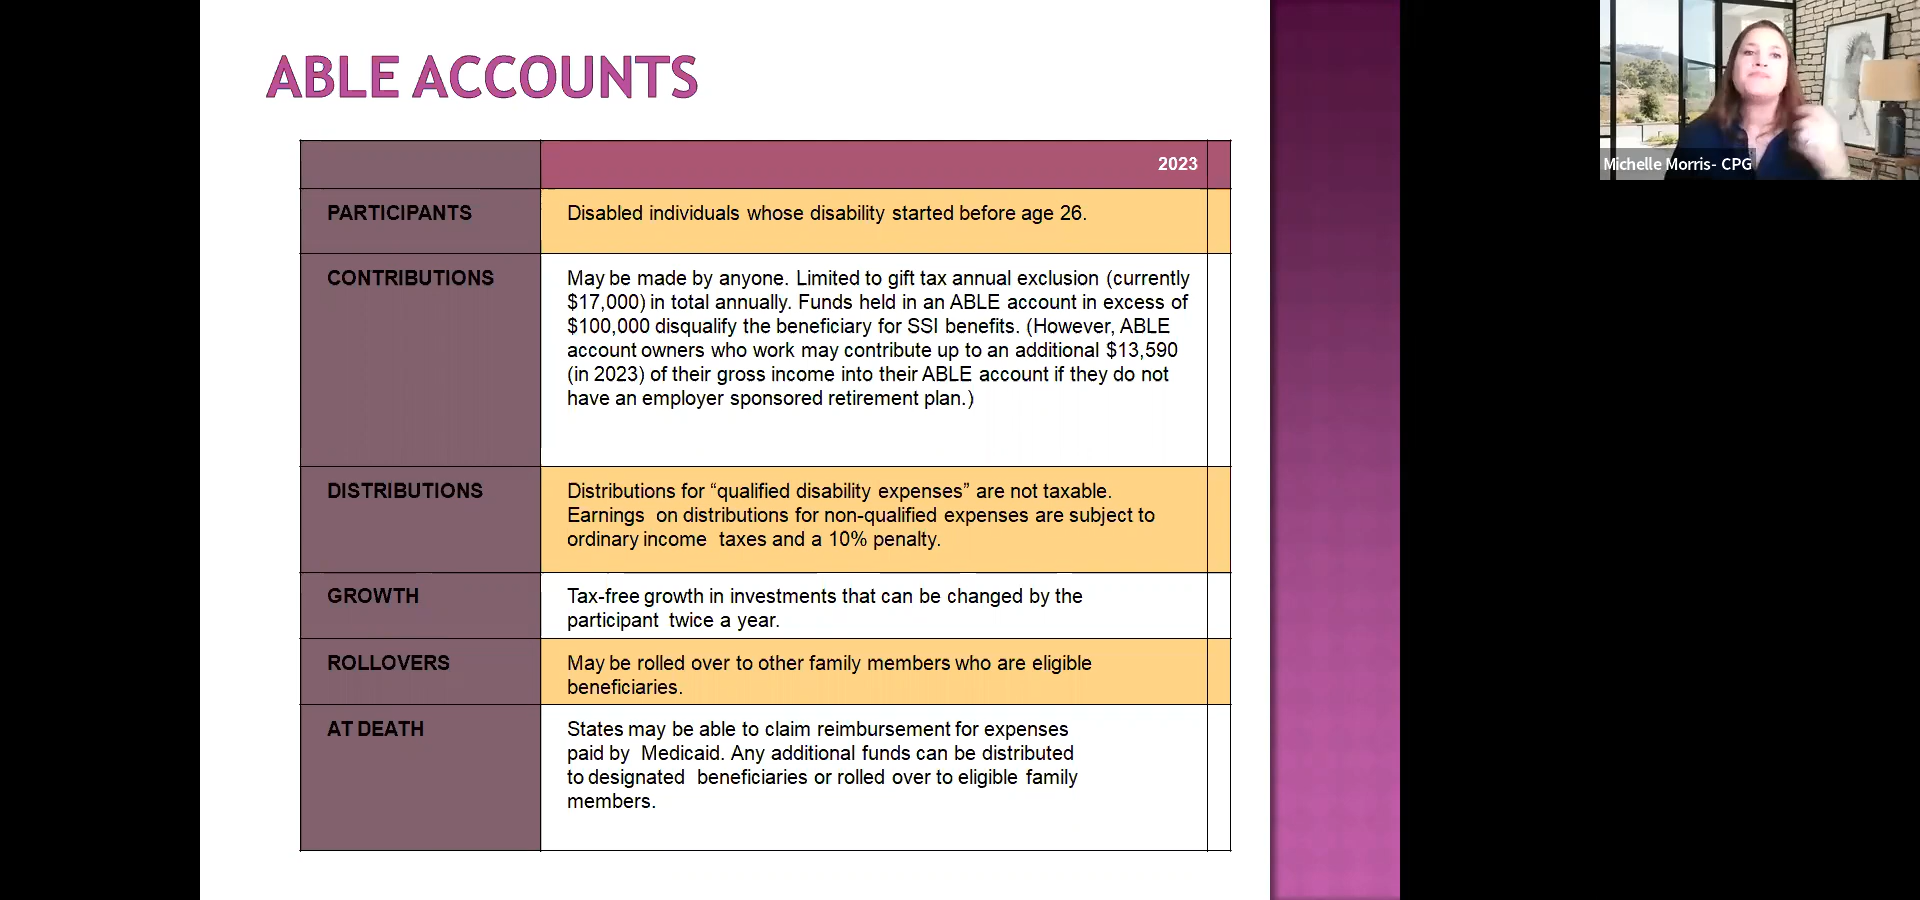 ABLE ACCOUNTS
2023
PARTICIPANTS
Disabled individuals whose disability started before age 26.
CONTRIBUTIONS
May be made by anyone. Limited to gift tax annual exclusion (currently
$17,000) in total annually. Funds held in an ABLE account in excess of
$100,000 disqualify the beneficiary for SSI benefits. (However, ABLE
account owners who work may contribute up to an additional $13,590
(in 2023) of their gross income into their ABLE account if they do not
have an employer sponsored retirement plan.)
DISTRIBUTIONS
Distributions for “qualified disability expenses” are not taxable.
Earnings on distributions for non-qualified expenses are subject to
ordinary income taxes and a 10% penalty.
GROWTH
Tax-free growth in investments that can be changed by the
participant twice a year.
ROLLOVERS
May be rolled over to other family members who are eligible
beneficiaries.
AT DEATH
States may be able to claim reimbursement for expenses
paid by Medicaid. Any additional funds can be distributed
to designated beneficiaries or rolled over to eligible family
members.
Michelle Morris- CPG